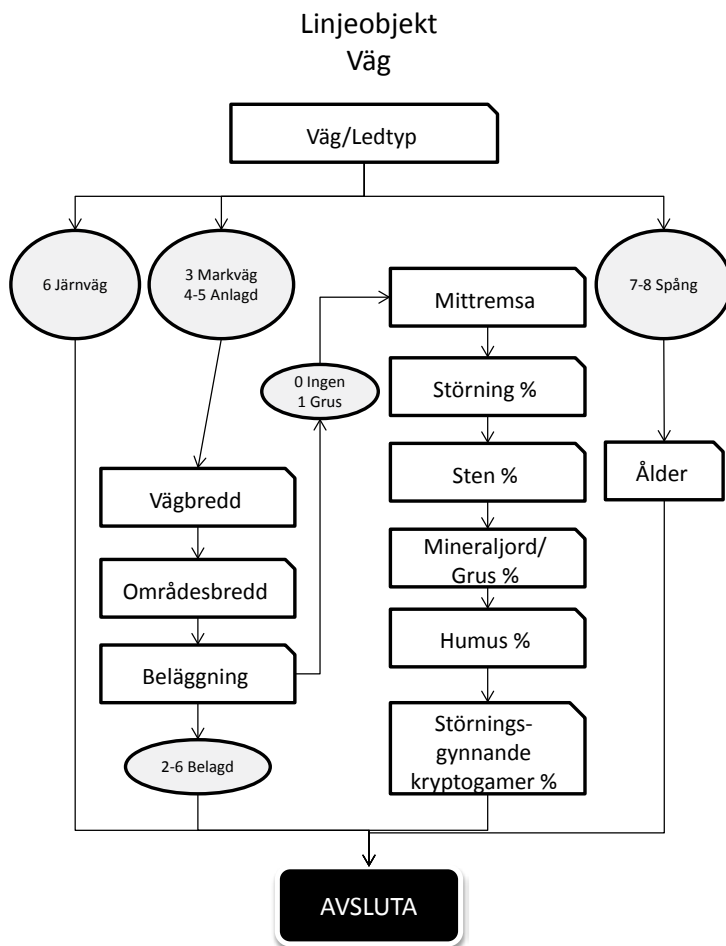 Linjeobjekt
Väg
Väg/Ledtyp
6 Järnväg
3 Markväg
4-5 Anlagd
7-8 Spång
0 Ingen
1 Grus
Vägbredd
Områdesbredd
Beläggning
2-6 Belagd
Mittremsa
Störning %
Sten %
Mineraljord/
Grus %
Humus %
Störnings-
gynnande
kryptogamer %
Ålder
AVSLUTA